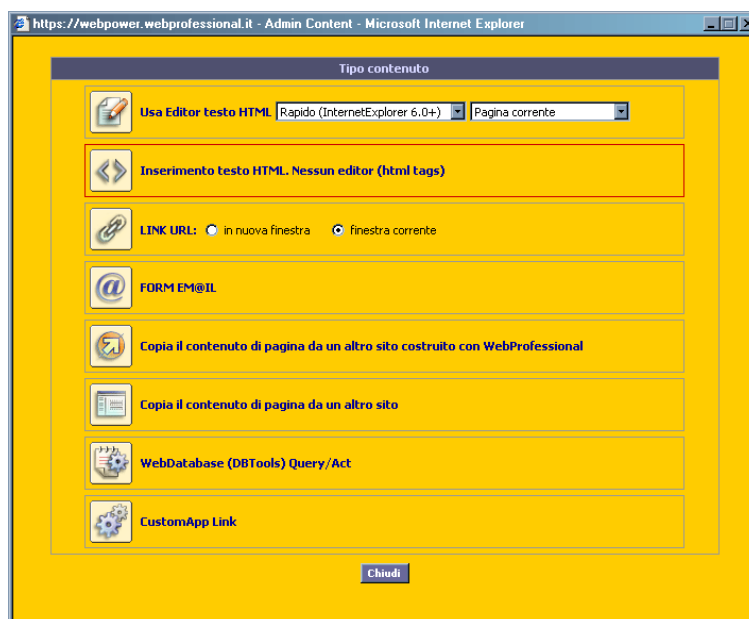 https://webpower.webprofessional.it - Admin Content - Microsoft Internet Explorer
Tipo contenuto
Usa Editor testo HTML Rapido (InternetExplorer 6.0+) Pagina corrente
Inserimento testo HTML. Nessun editor (html tags)
LINK URL: in nuova finestra finestra corrente
@ FORM EM@IL
Copia il contenuto di pagina da un altro sito costruito con WebProfessional
Copia il contenuto di pagina da un altro sito
WebDatabase (DBTools) Query/Act
CustomApp Link
Chiudi